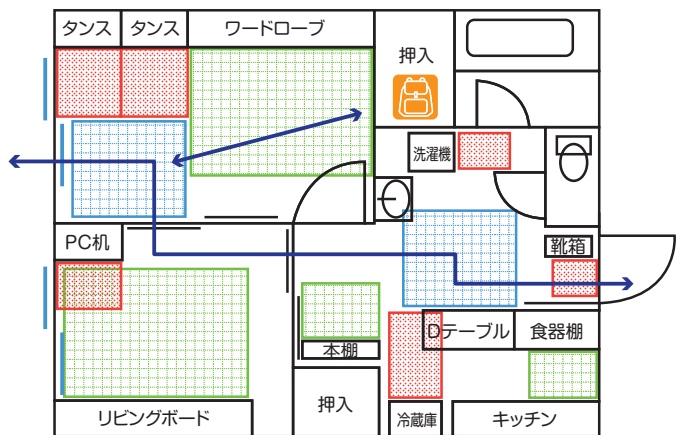 タンス
タンス
ワードローブ
押入
洗濯機
PC机
靴箱
Dテーブル
食器棚
本棚
リビングボード
押入
冷蔵庫
キッチン